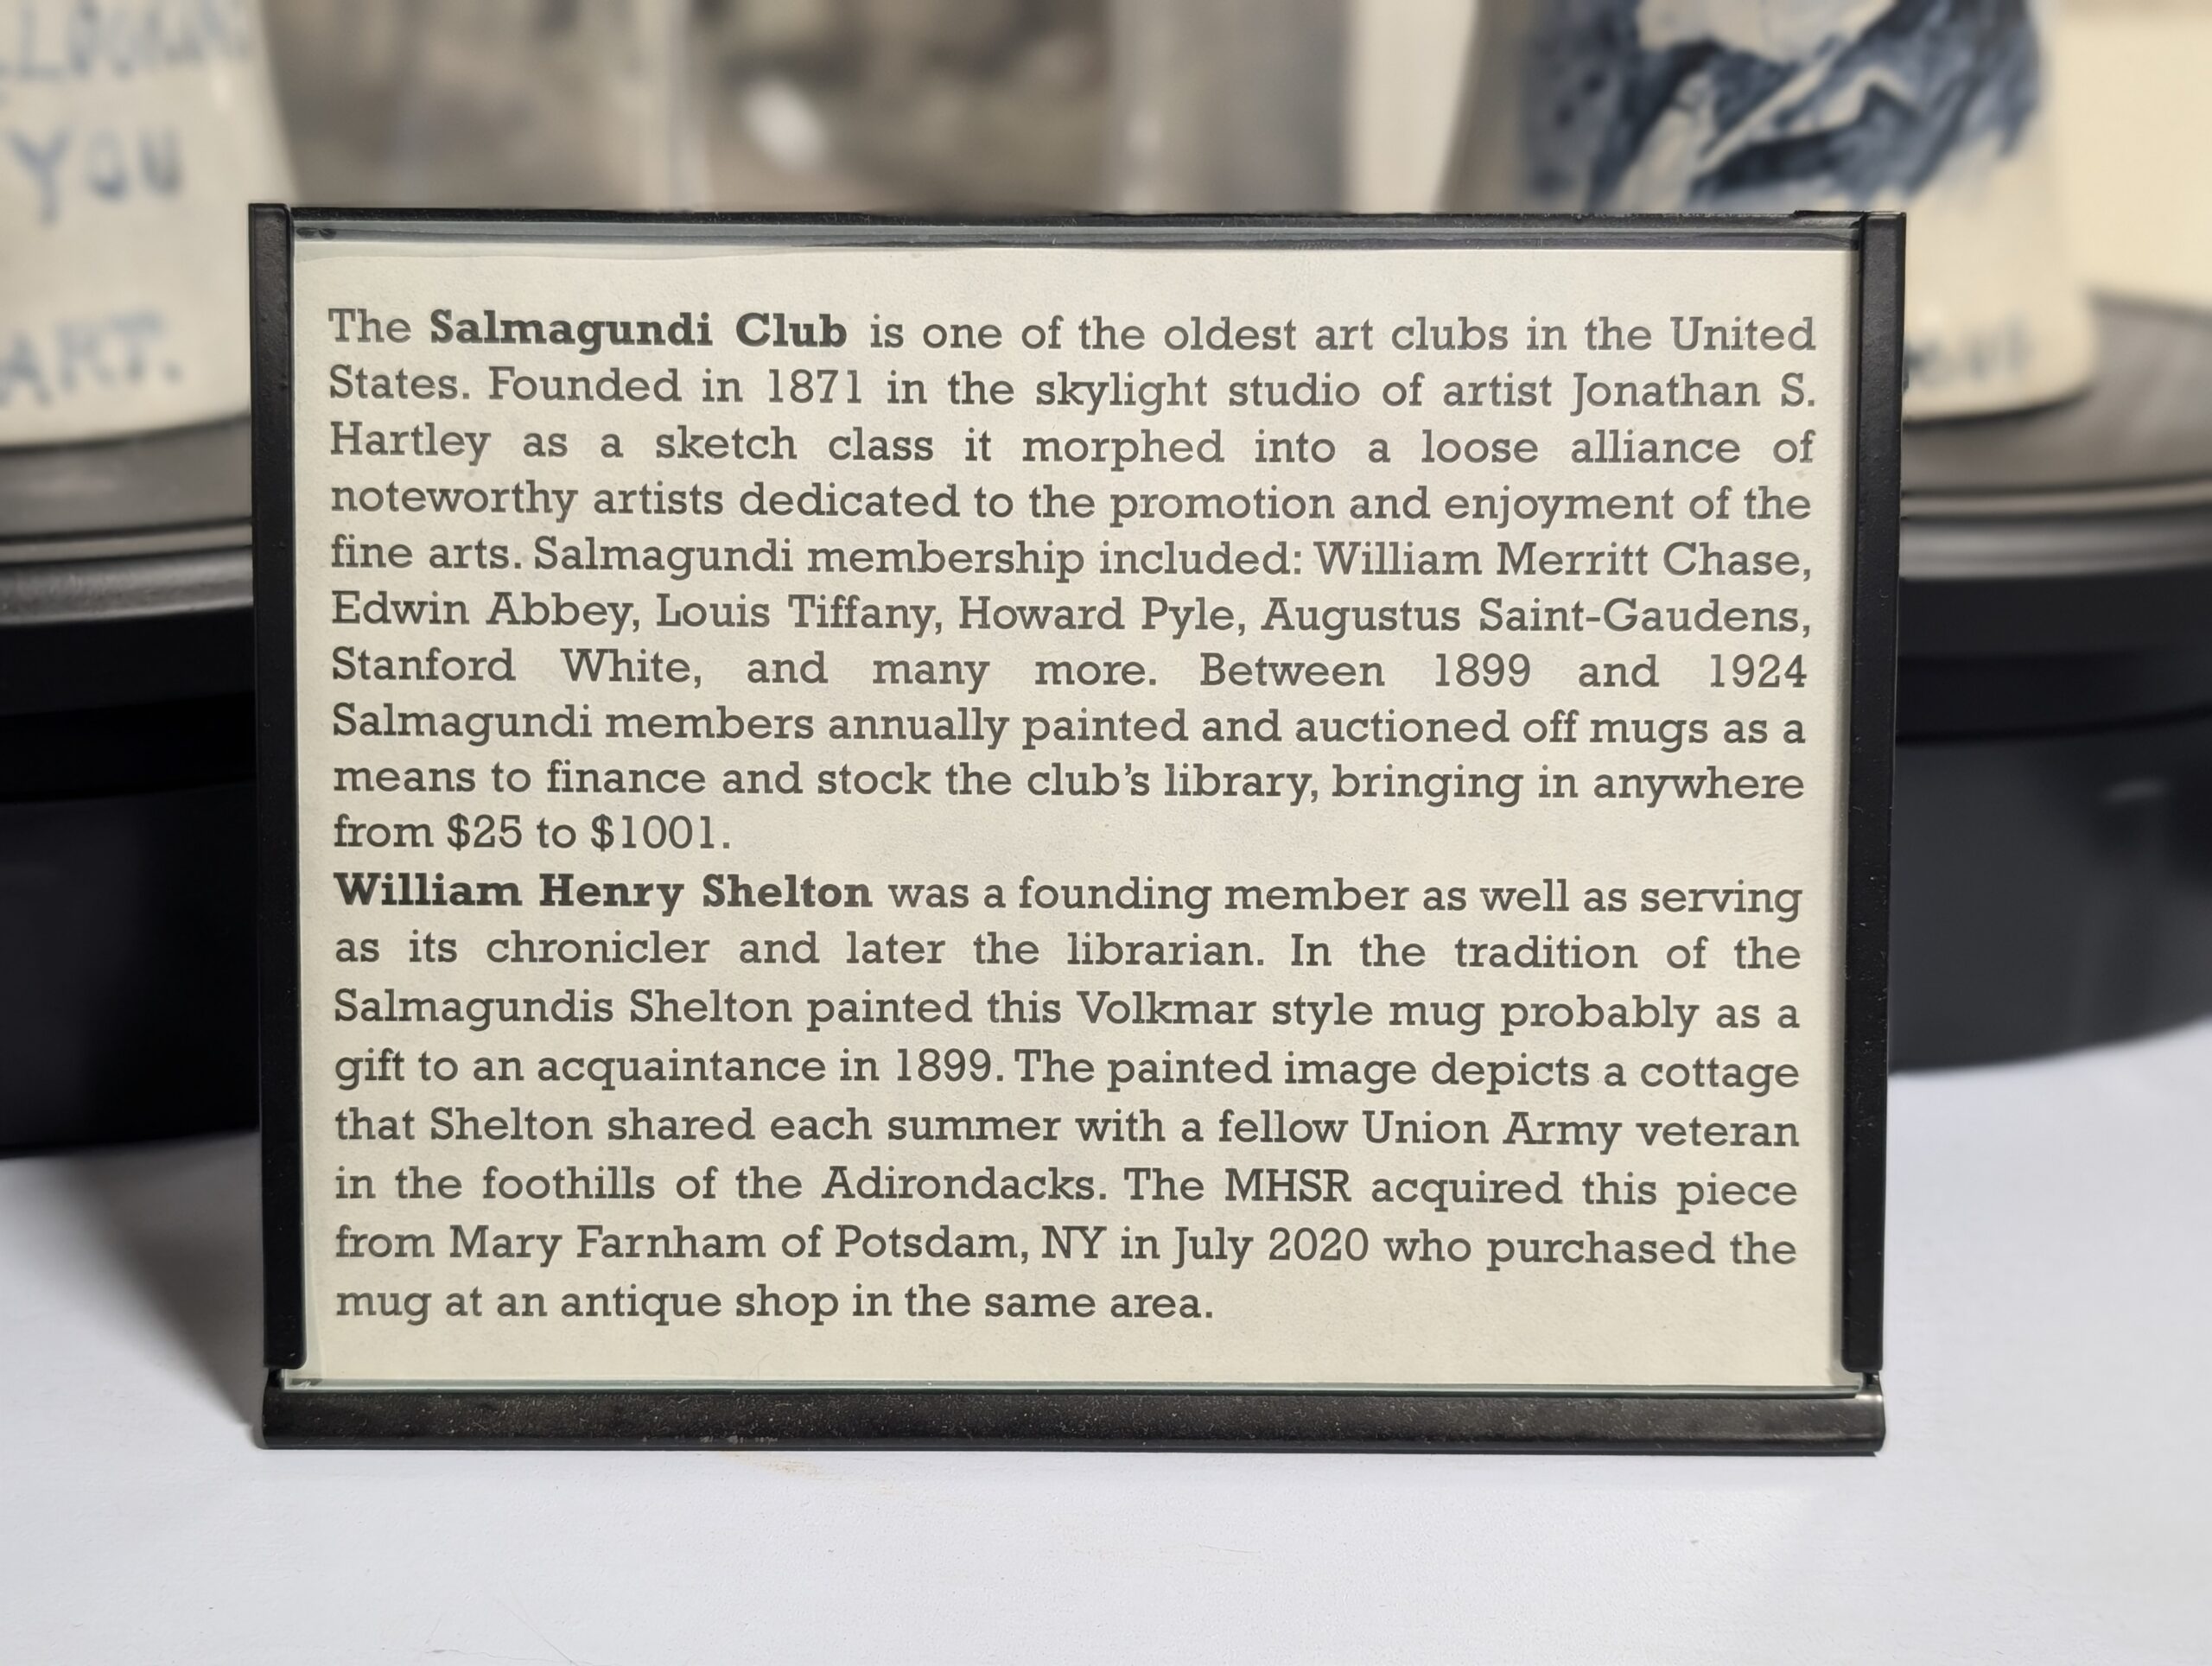 YOU
ART.
The Salmagundi Club is one of the oldest art clubs in the United
States. Founded in 1871 in the skylight studio of artist Jonathan S.
Hartley as a sketch class it morphed into a loose alliance of
noteworthy artists dedicated to the promotion and enjoyment of the
fine arts. Salmagundi membership included: William Merritt Chase,
Edwin Abbey, Louis Tiffany, Howard Pyle, Augustus Saint-Gaudens,
Stanford White, and many more. Between 1899 and 1924
Salmagundi members annually painted and auctioned off mugs as a
means to finance and stock the club's library, bringing in anywhere
from $25 to $1001.
William Henry Shelton was a founding member as well as serving
as its chronicler and later the librarian. In the tradition of the
Salmagundis Shelton painted this Volkmar style mug probably as a
gift to an acquaintance in 1899. The painted image depicts a cottage
that Shelton shared each summer with a fellow Union Army veteran
in the foothills of the Adirondacks. The MHSR acquired this piece
from Mary Farnham of Potsdam, NY in July 2020 who purchased the
mug at an antique shop in the same area.